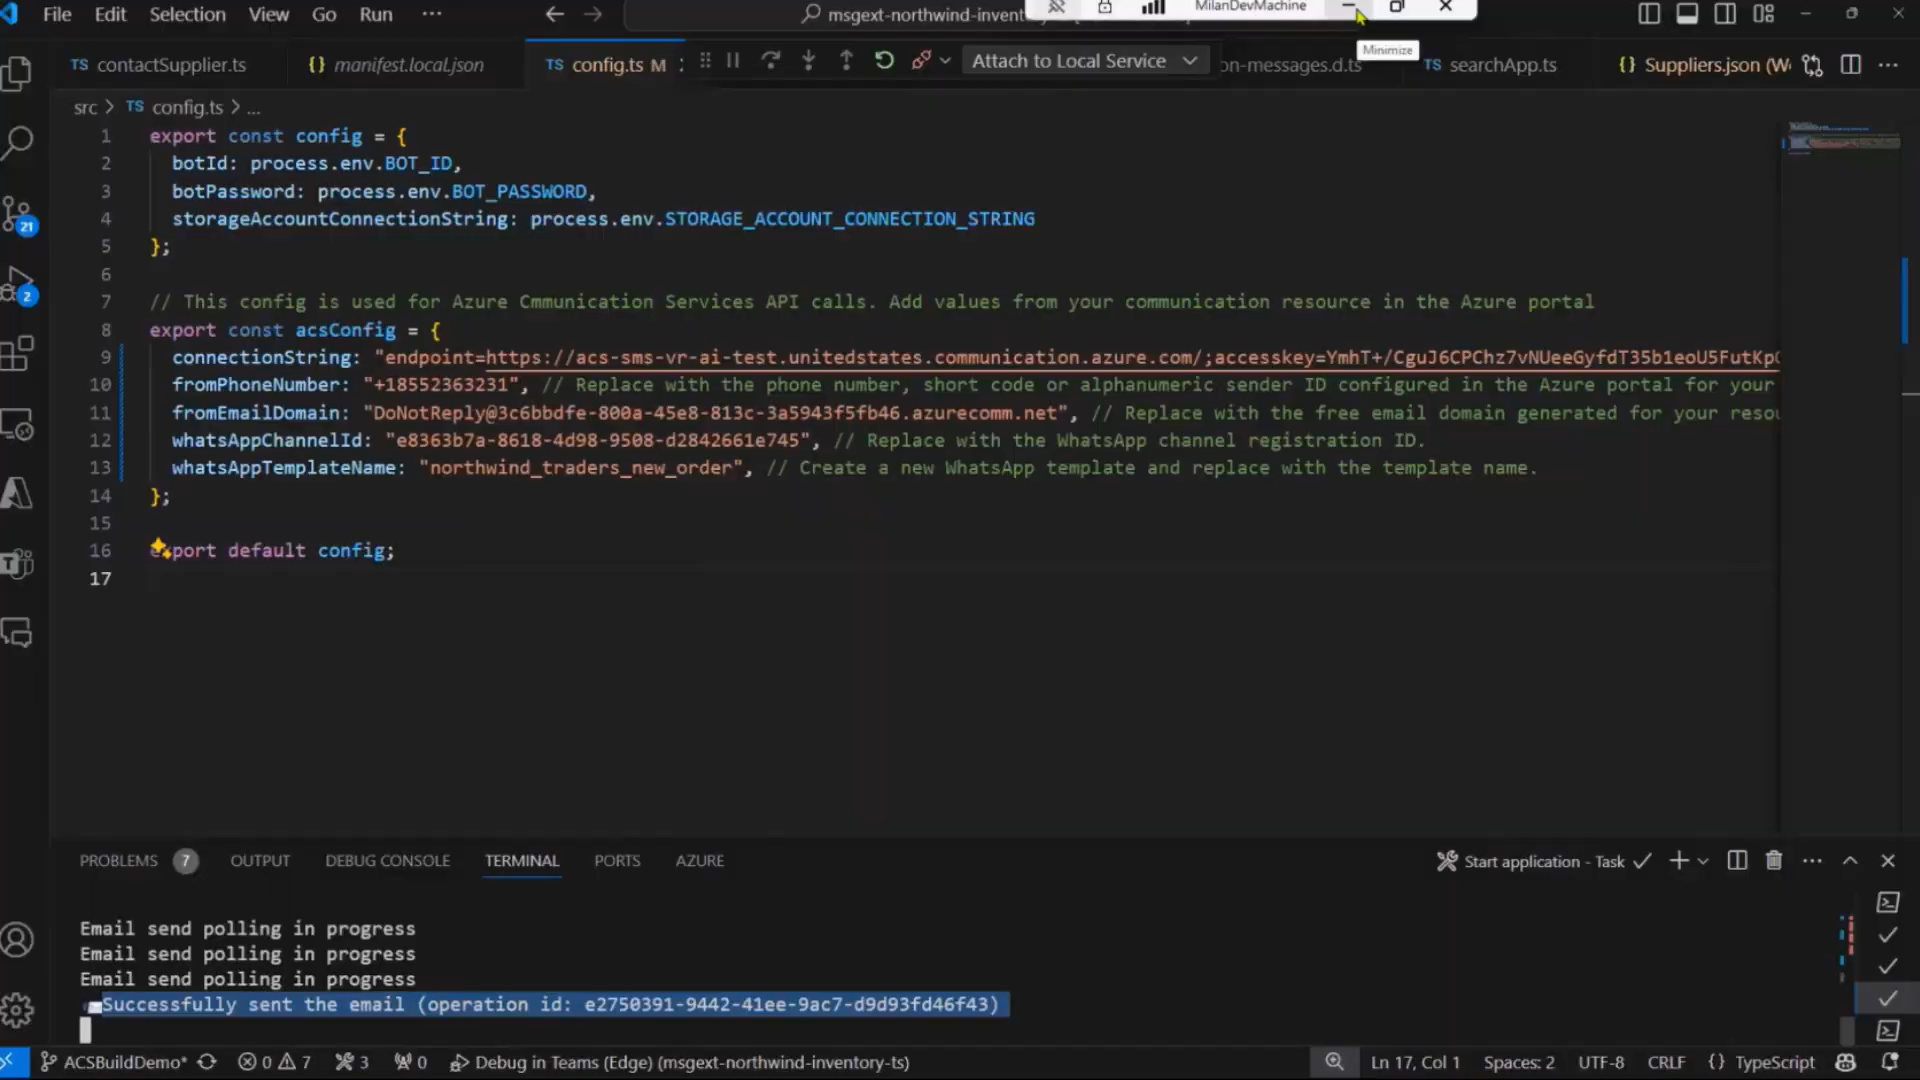 File Edit Selection View Go Run ···
MilanDevMachine
Minimize
TS contactSupplier.ts
{} manifest.local.json
TS config.ts M
Attach to Local Service
on-messages.d.ts
TS searchApp.ts
{} Suppliers.json
src > TS config.ts > ...
1 export const config = {
2 botId: process.env.BOT_ID,
3 botPassword: process.env.BOT_PASSWORD,
4 storageAccountConnectionString: process.env.STORAGE_ACCOUNT_CONNECTION_STRING
5 };
6
7 // This config is used for Azure Cmmunication Services API calls. Add values from your communication resource in the Azure portal
8 export const acsConfig = {
9 connectionString: "endpoint=https://acs-sms-vr-ai-test.unitedstates.communication.azure.com/;accesskey=YmhT+/CguJ6CPChz7vNUeeGyfdT35b1eoU5FutKp
10 fromPhoneNumber: "+18552363231", // Replace with the phone number, short code or alphanumeric sender ID configured in the Azure portal for your
11 fromEmailDomain: "DoNotReply@3c6bbdfe-800a-45e8-813c-3a5943f5fb46.azurecomm.net", // Replace with the free email domain generated for your resou
12 whatsAppChannelId: "e8363b7a-8618-4d98-9508-d2842661e745", // Replace with the WhatsApp channel registration ID.
13 whatsAppTemplateName: "northwind_traders_new_order", // Create a new WhatsApp template and replace with the template name.
14 };
15
16 export default config;
17
21
2
PROBLEMS 7 OUTPUT DEBUG CONSOLE TERMINAL PORTS AZURE
Start application - Task
Email send polling in progress
Email send polling in progress
Email send polling in progress
Successfully sent the email (operation id: e2750391-9442-41ee-9ac7-d9d93fd46f43)
ACSBuildDemo* 0 7 3 0 Debug in Teams (Edge) (msgext-northwind-inventory-ts) Ln 17, Col 1 Spaces: 2 UTF-8 CRLF {} TypeScript